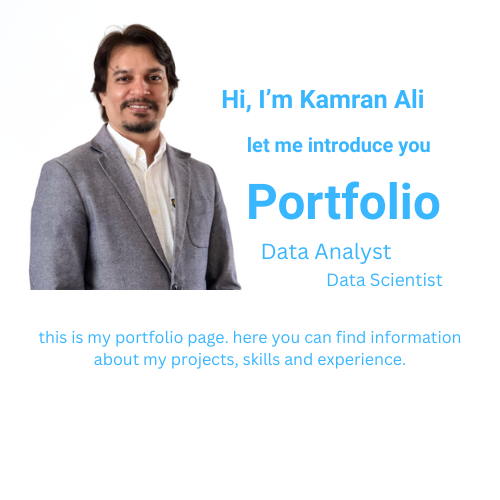 Hi, I’m Kamran Ali
let me introduce you
Portfolio
Data Analyst
Data Scientist
this is my portfolio page. here you can find information
about my projects, skills and experience.